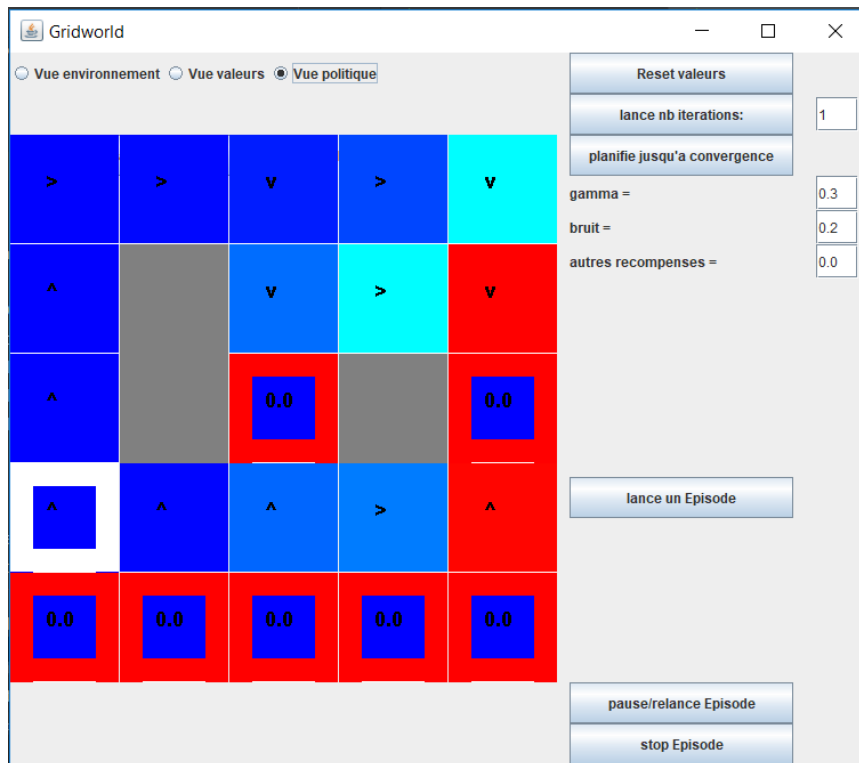 Gridworld
Vue environnement Vue valeurs Vue politique
Reset valeurs
lance nb iterations: 1
planifie jusqu'a convergence
gamma = 0.3
bruit = 0.2
autres recompenses = 0.0
> > v > v
^ v > v
^ 0.0 0.0
^ ^ ^ > ^
lance un Episode
0.0 0.0 0.0 0.0 0.0
pause/relance Episode
stop Episode